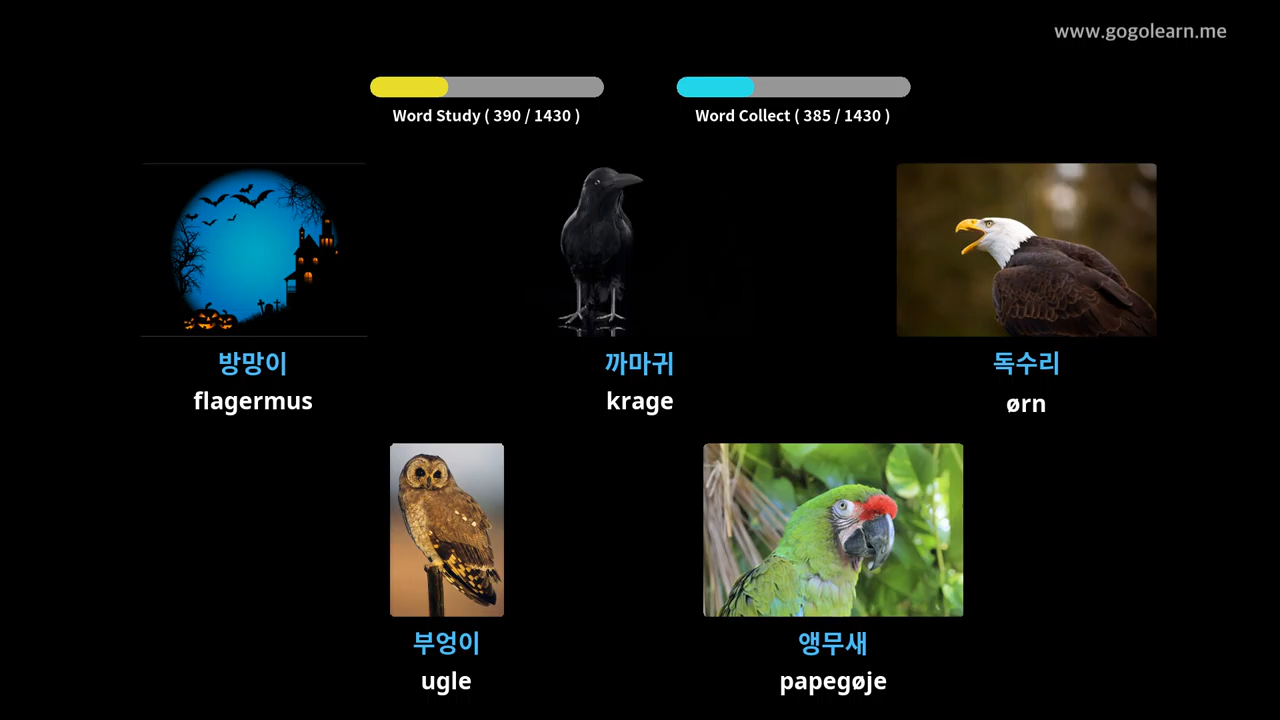 www.gogolearn.me
Word Study ( 390 / 1430 )
Word Collect ( 385 / 1430 )
방망이
flagermus
까마귀
krage
독수리
ørn
부엉이
ugle
앵무새
papegøje